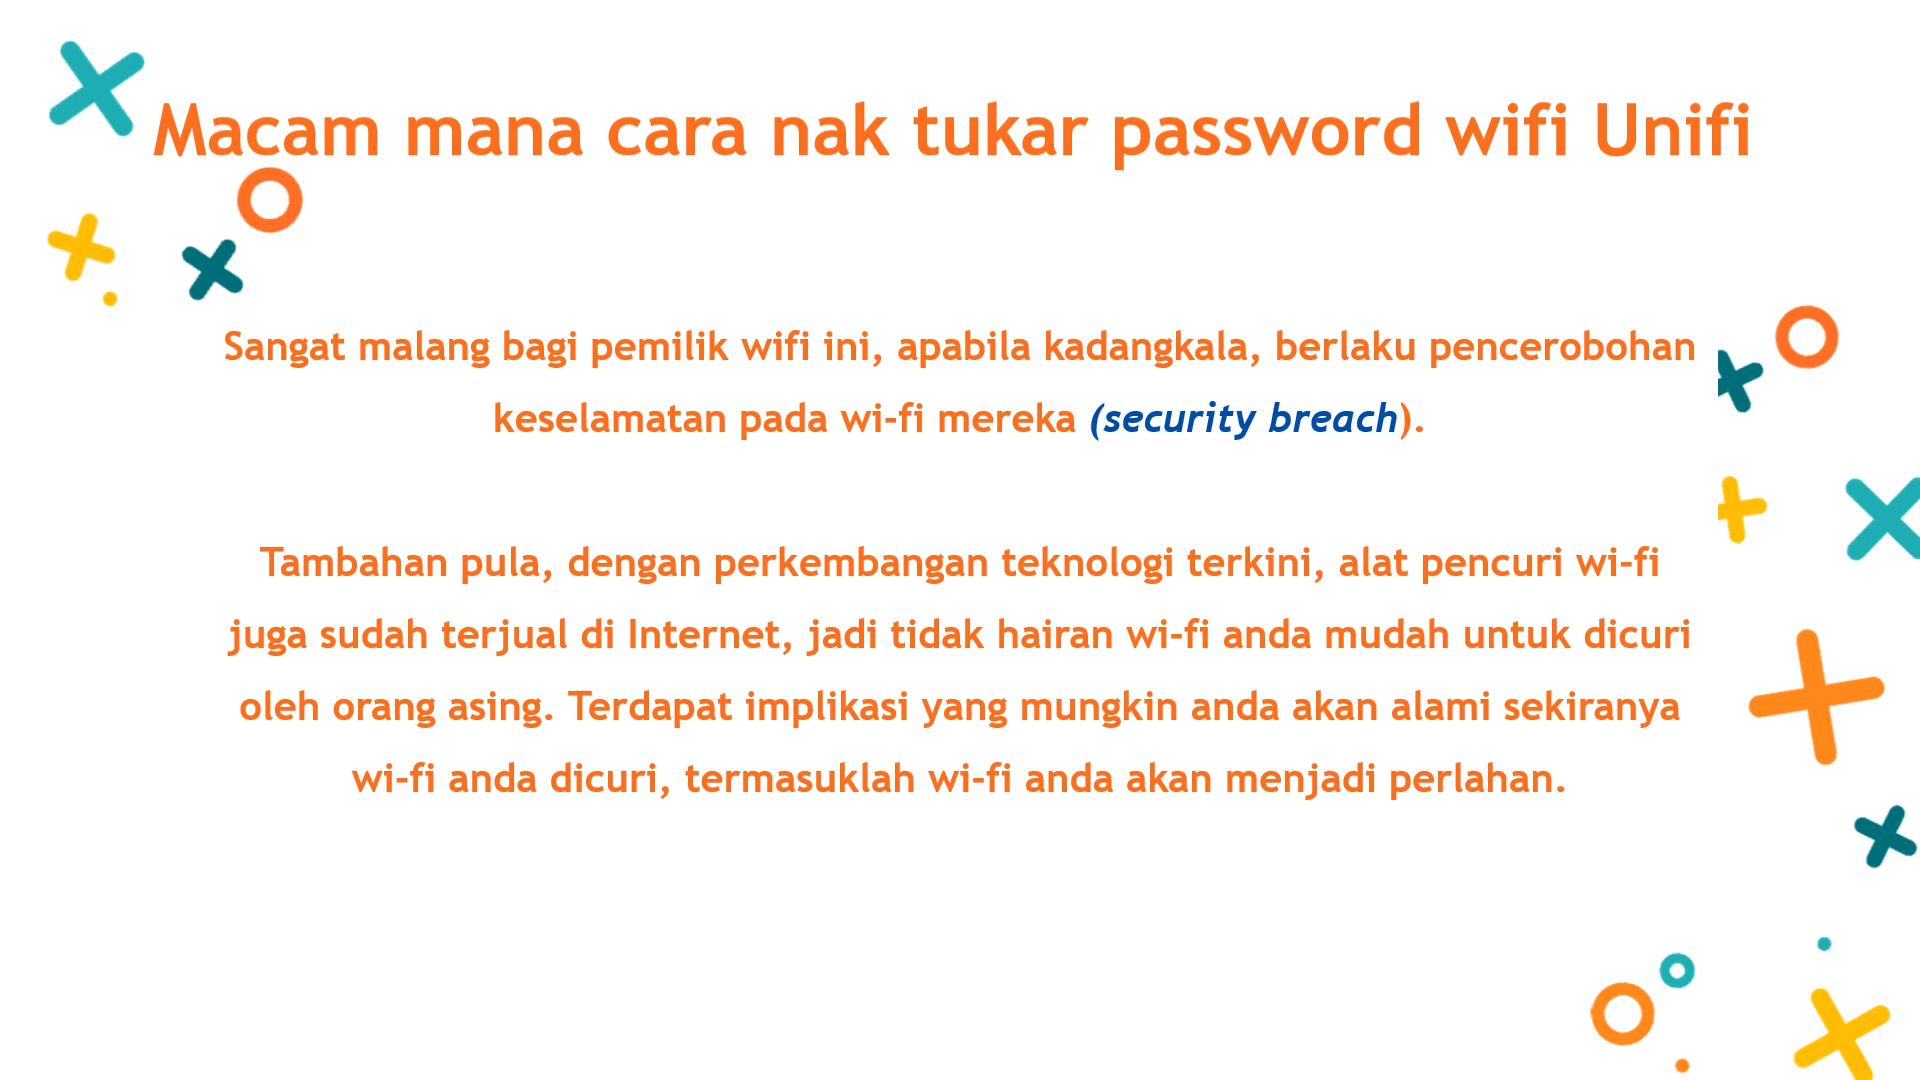 Macam mana cara nak tukar password wifi Unifi
Sangat malang bagi pemilik wifi ini, apabila kadangkala, berlaku pencerobohan
keselamatan pada wi-fi mereka (security breach).
Tambahan pula, dengan perkembangan teknologi terkini, alat pencuri wi-fi
juga sudah terjual di Internet, jadi tidak hairan wi-fi anda mudah untuk dicuri
oleh orang asing. Terdapat implikasi yang mungkin anda akan alami sekiranya
wi-fi anda dicuri, termasuklah wi-fi anda akan menjadi perlahan.